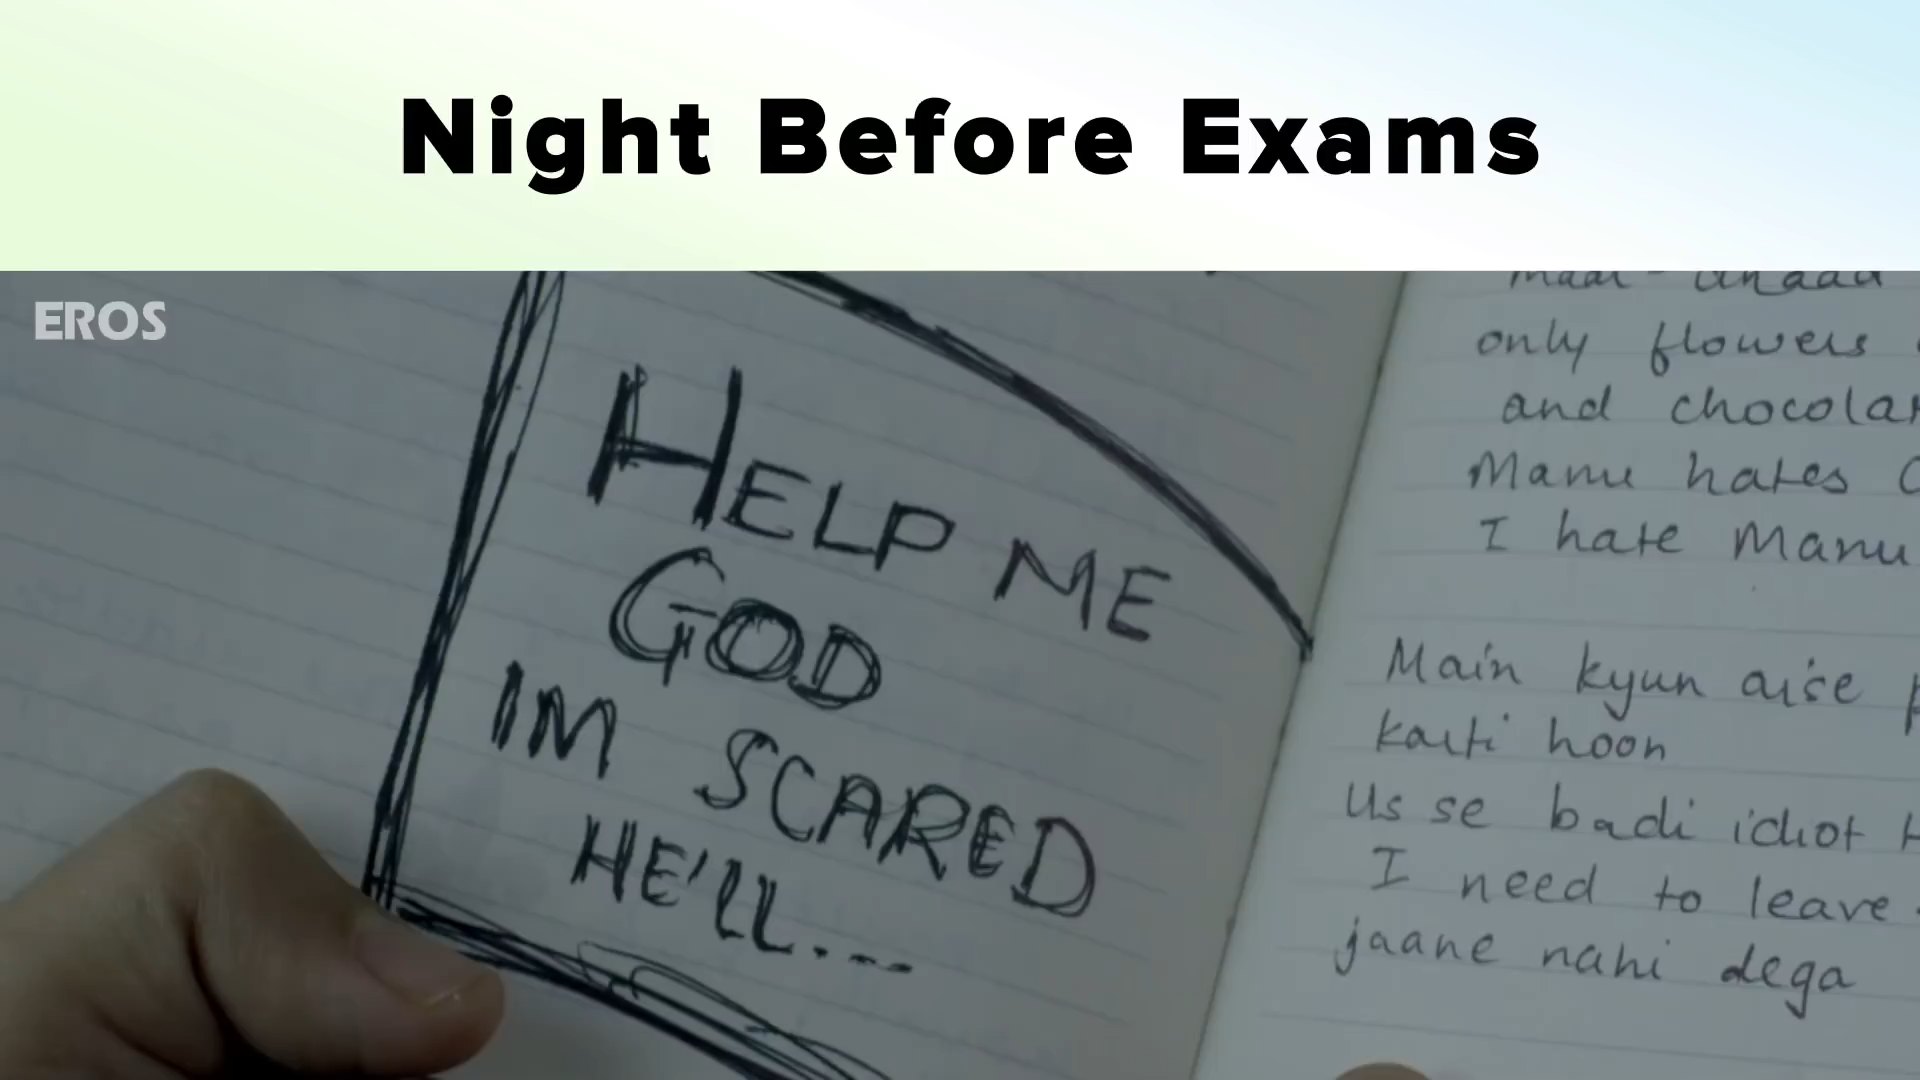 Night Before Exams
EROS
HELP ME
GOD
IM SCARED
HE'LL...
only flowers
and chocola
Manu hates
I hate Manu
Main kyun aise
karti hoon
Us se badi idiot
I need to leave
jaane nahi dega